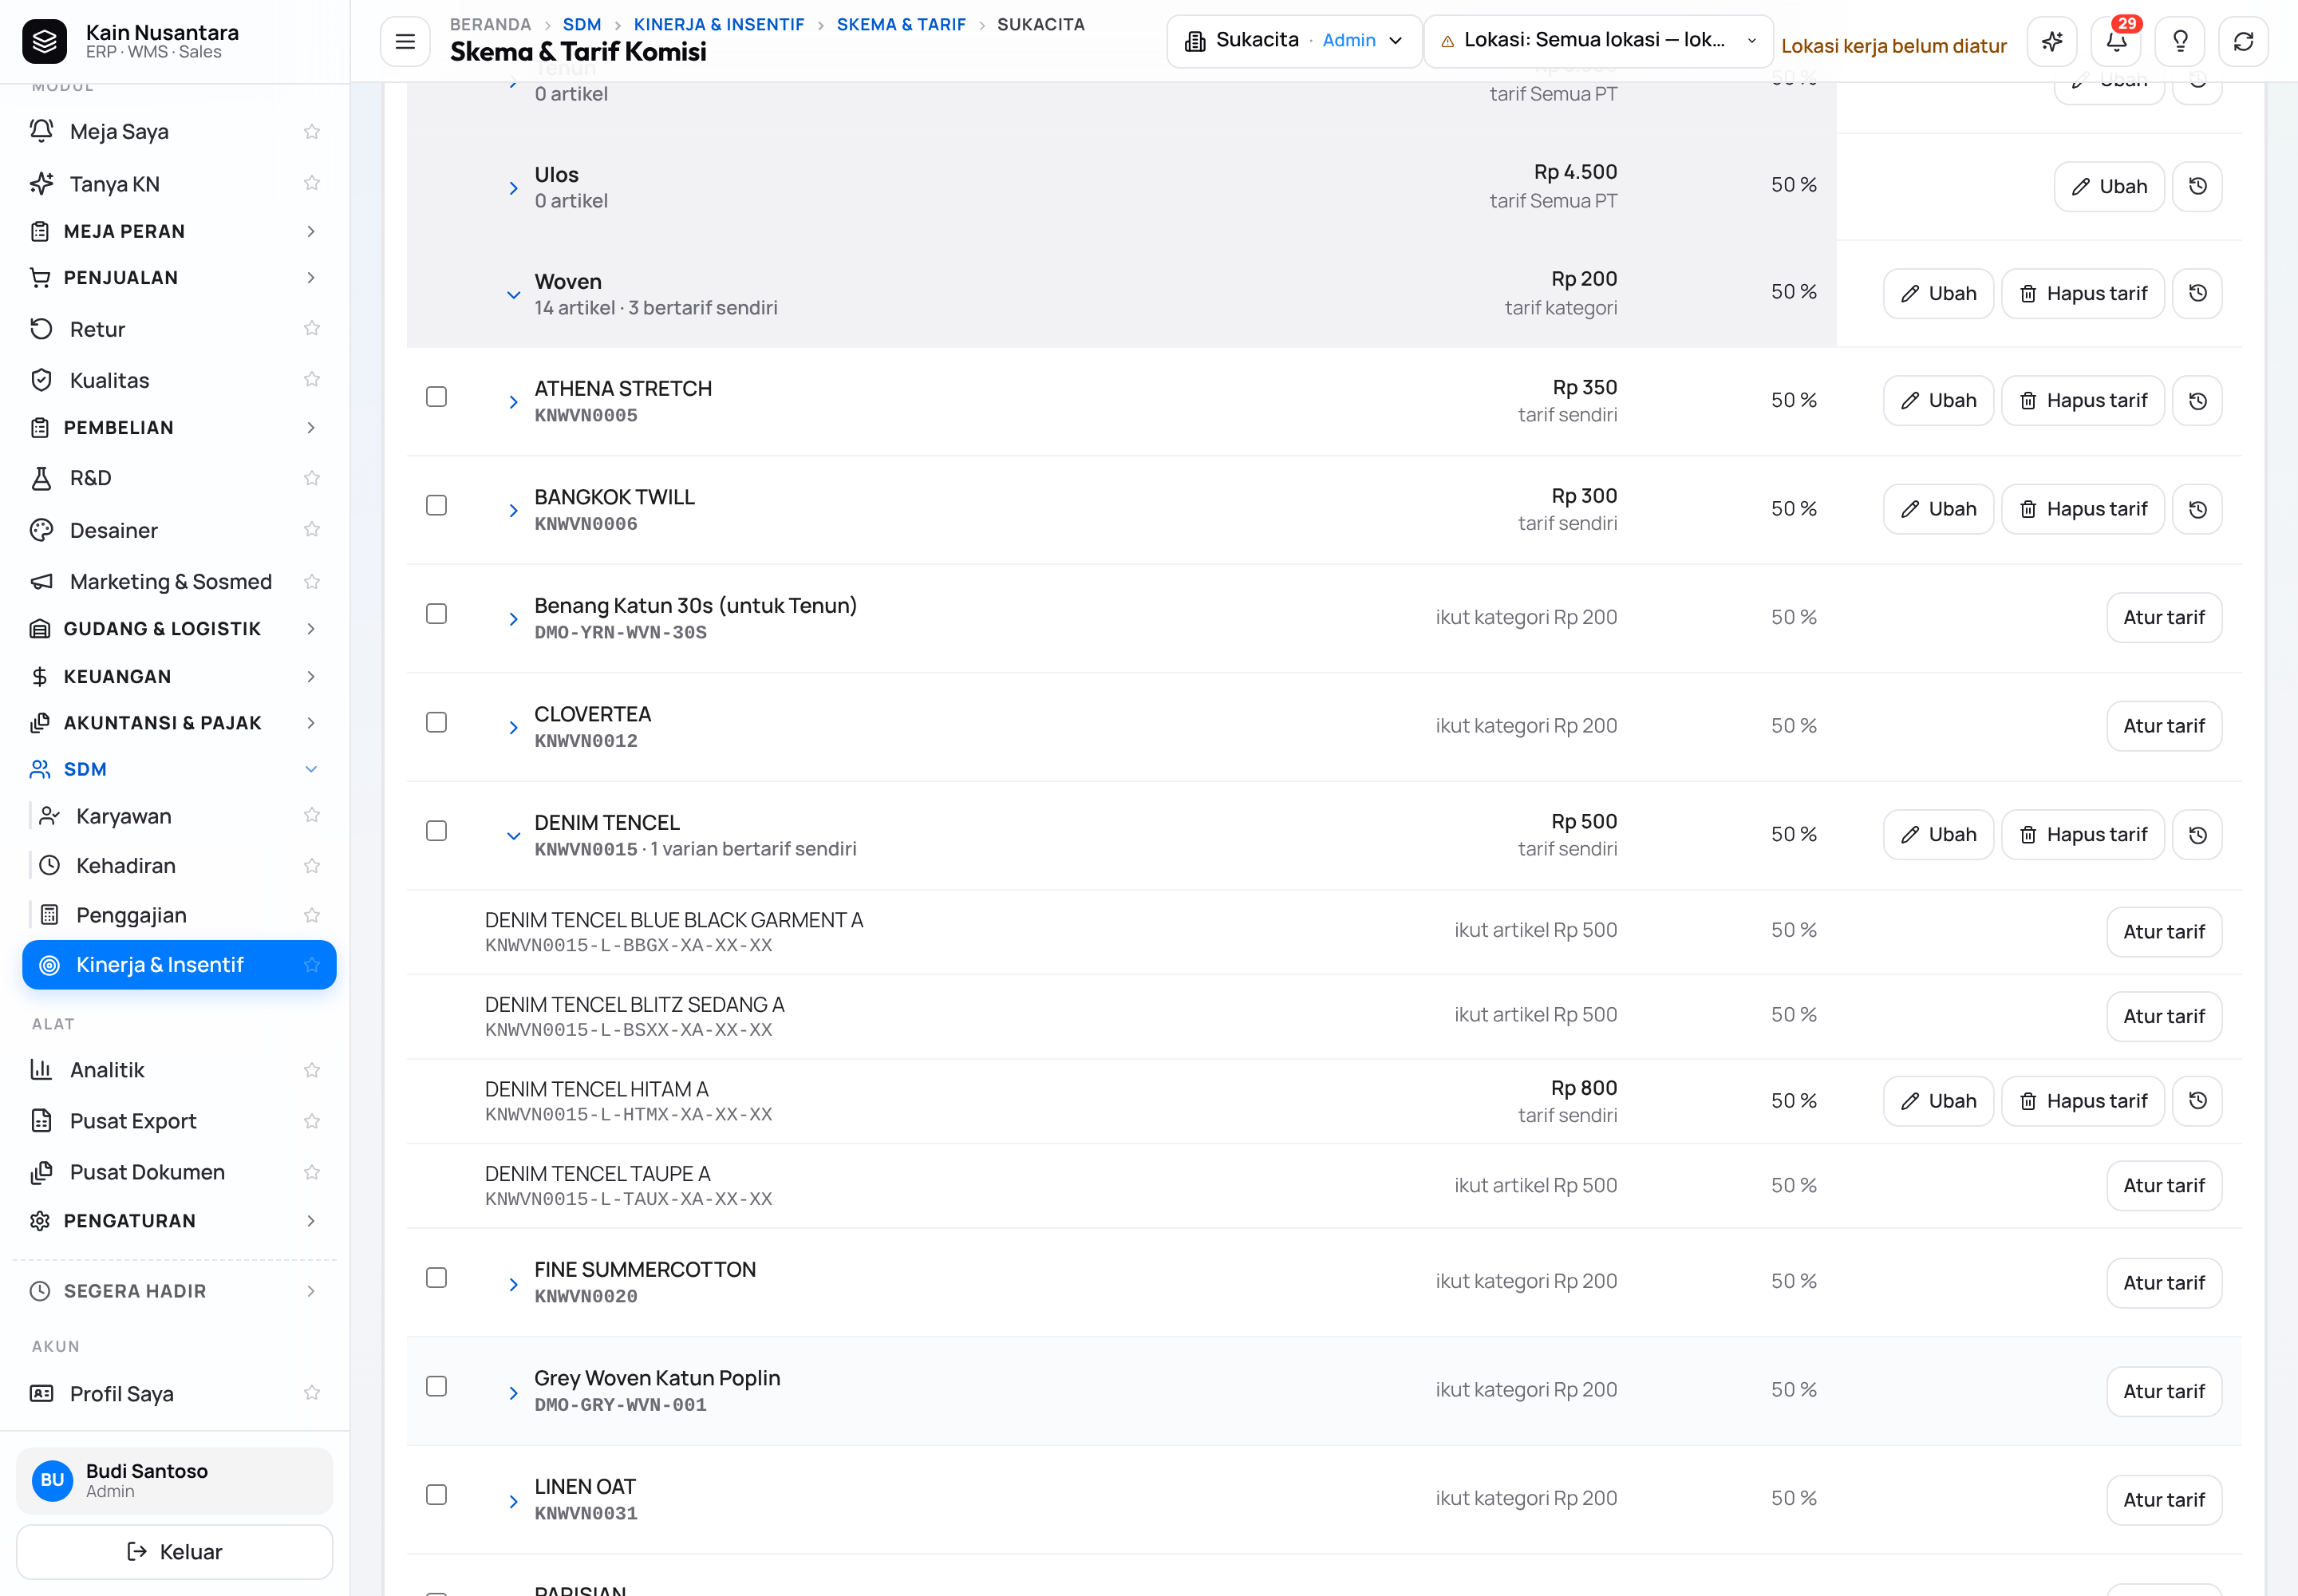 Kain Nusantara
ERP · WMS · Sales
BERANDA > SDM > KINERJA & INSENTIF > SKEMA & TARIF > SUKACITA
Skema & Tarif Komisi
Sukacita · Admin
Lokasi: Semua lokasi — lok...
Lokasi kerja belum diatur
29
MODUL
Meja Saya
Tanya KN
MEJA PERAN
PENJUALAN
Retur
Kualitas
PEMBELIAN
R&D
Desainer
Marketing & Sosmed
GUDANG & LOGISTIK
KEUANGAN
AKUNTANSI & PAJAK
SDM
Karyawan
Kehadiran
Penggajian
Kinerja & Insentif
ALAT
Analitik
Pusat Export
Pusat Dokumen
PENGATURAN
SEGERA HADIR
AKUN
Profil Saya
BU
Budi Santoso
Admin
Keluar
Tenun
0 artikel
tarif Semua PT
50 %
Ubah
Ulos
0 artikel
Rp 4.500
tarif Semua PT
50 %
Ubah
Woven
14 artikel · 3 bertarif sendiri
Rp 200
tarif kategori
50 %
Ubah
Hapus tarif
ATHENA STRETCH
KNWVN0005
Rp 350
tarif sendiri
50 %
Ubah
Hapus tarif
BANGKOK TWILL
KNWVN0006
Rp 300
tarif sendiri
50 %
Ubah
Hapus tarif
Benang Katun 30s (untuk Tenun)
DMO-YRN-WVN-30S
ikut kategori Rp 200
50 %
Atur tarif
CLOVERTEA
KNWVN0012
ikut kategori Rp 200
50 %
Atur tarif
DENIM TENCEL
KNWVN0015 · 1 varian bertarif sendiri
Rp 500
tarif sendiri
50 %
Ubah
Hapus tarif
DENIM TENCEL BLUE BLACK GARMENT A
KNWVN0015-L-BBGX-XA-XX-XX
ikut artikel Rp 500
50 %
Atur tarif
DENIM TENCEL BLITZ SEDANG A
KNWVN0015-L-BSXX-XA-XX-XX
ikut artikel Rp 500
50 %
Atur tarif
DENIM TENCEL HITAM A
KNWVN0015-L-HTMX-XA-XX-XX
Rp 800
tarif sendiri
50 %
Ubah
Hapus tarif
DENIM TENCEL TAUPE A
KNWVN0015-L-TAUX-XA-XX-XX
ikut artikel Rp 500
50 %
Atur tarif
FINE SUMMERCOTTON
KNWVN0020
ikut kategori Rp 200
50 %
Atur tarif
Grey Woven Katun Poplin
DMO-GRY-WVN-001
ikut kategori Rp 200
50 %
Atur tarif
LINEN OAT
KNWVN0031
ikut kategori Rp 200
50 %
Atur tarif
PARISIAN